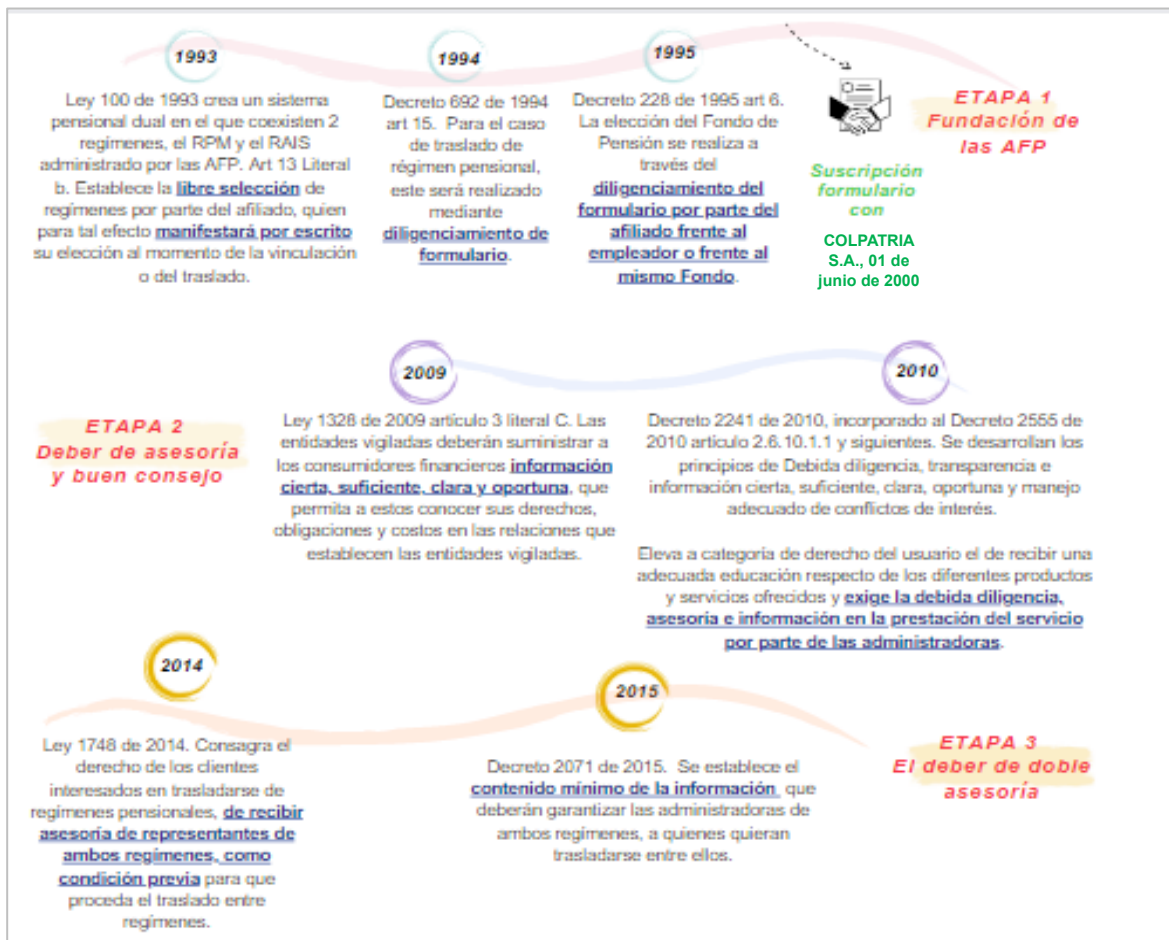 1993
Ley 100 de 1993 crea un sistema
pensional dual en el que coexisten 2
regímenes, el RPM y el RAIS
administrado por las AFP. Art 13 Literal
b. Establece la libre selección de
regímenes por parte del afiliado, quien
para tal efecto manifestará por escrito
su elección al momento de la vinculación
o del traslado.
1994
Decreto 692 de 1994
art 15. Para el caso
de traslado de
régimen pensional,
este será realizado
mediante
diligenciamiento de
formulario.
1995
Decreto 228 de 1995 art 6.
La elección del Fondo de
Pensión se realiza a
través del
diligenciamiento del
formulario por parte del
afiliado frente al
empleador o frente al
mismo Fondo.
Suscripción
formulario
con
COLPATRIA
S.A., 01 de
junio de 2000
ETAPA 1
Fundación de
las AFP
ETAPA 2
Deber de asesoría
y buen consejo
2009
Ley 1328 de 2009 artículo 3 literal C. Las
entidades vigiladas deberán suministrar a
los consumidores financieros información
cierta, suficiente, clara y oportuna, que
permita a estos conocer sus derechos,
obligaciones y costos en las relaciones que
establecen las entidades vigiladas.
2010
Decreto 2241 de 2010, incorporado al Decreto 2555 de
2010 artículo 2.6.10.1.1 y siguientes. Se desarrollan los
principios de Debida diligencia, transparencia e
información cierta, suficiente, clara, oportuna y manejo
adecuado de conflictos de interés.
Eleva a categoría de derecho del usuario el de recibir una
adecuada educación respecto de los diferentes productos
y servicios ofrecidos y exige la debida diligencia,
asesoría e información en la prestación del servicio
por parte de las administradoras.
2014
Ley 1748 de 2014. Consagra el
derecho de los clientes
interesados en trasladarse de
regímenes pensionales, de recibir
asesoría de representantes de
ambos regímenes, como
condición previa para que
proceda el traslado entre
regímenes.
2015
Decreto 2071 de 2015. Se establece el
contenido mínimo de la información que
deberán garantizar las administradoras de
ambos regímenes, a quienes quieran
trasladarse entre ellos.
ETAPA 3
El deber de doble
asesoría